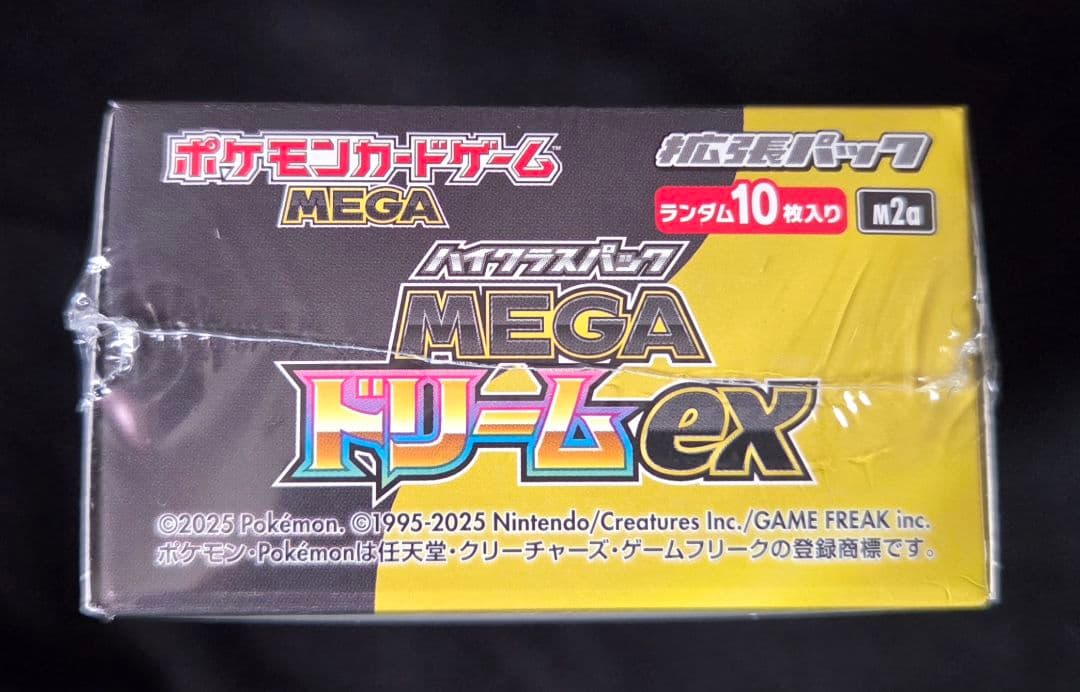 ポケモンカードゲーム™
MEGA
拡張パック
ランダム10枚入り
M2a
ハイクラスパック
MEGA
ドリームex
©2025 Pokémon. ©1995-2025 Nintendo/Creatures Inc./GAME FREAK inc.
ポケモン・Pokémonは任天堂・クリーチャーズ・ゲームフリークの登録商標です。